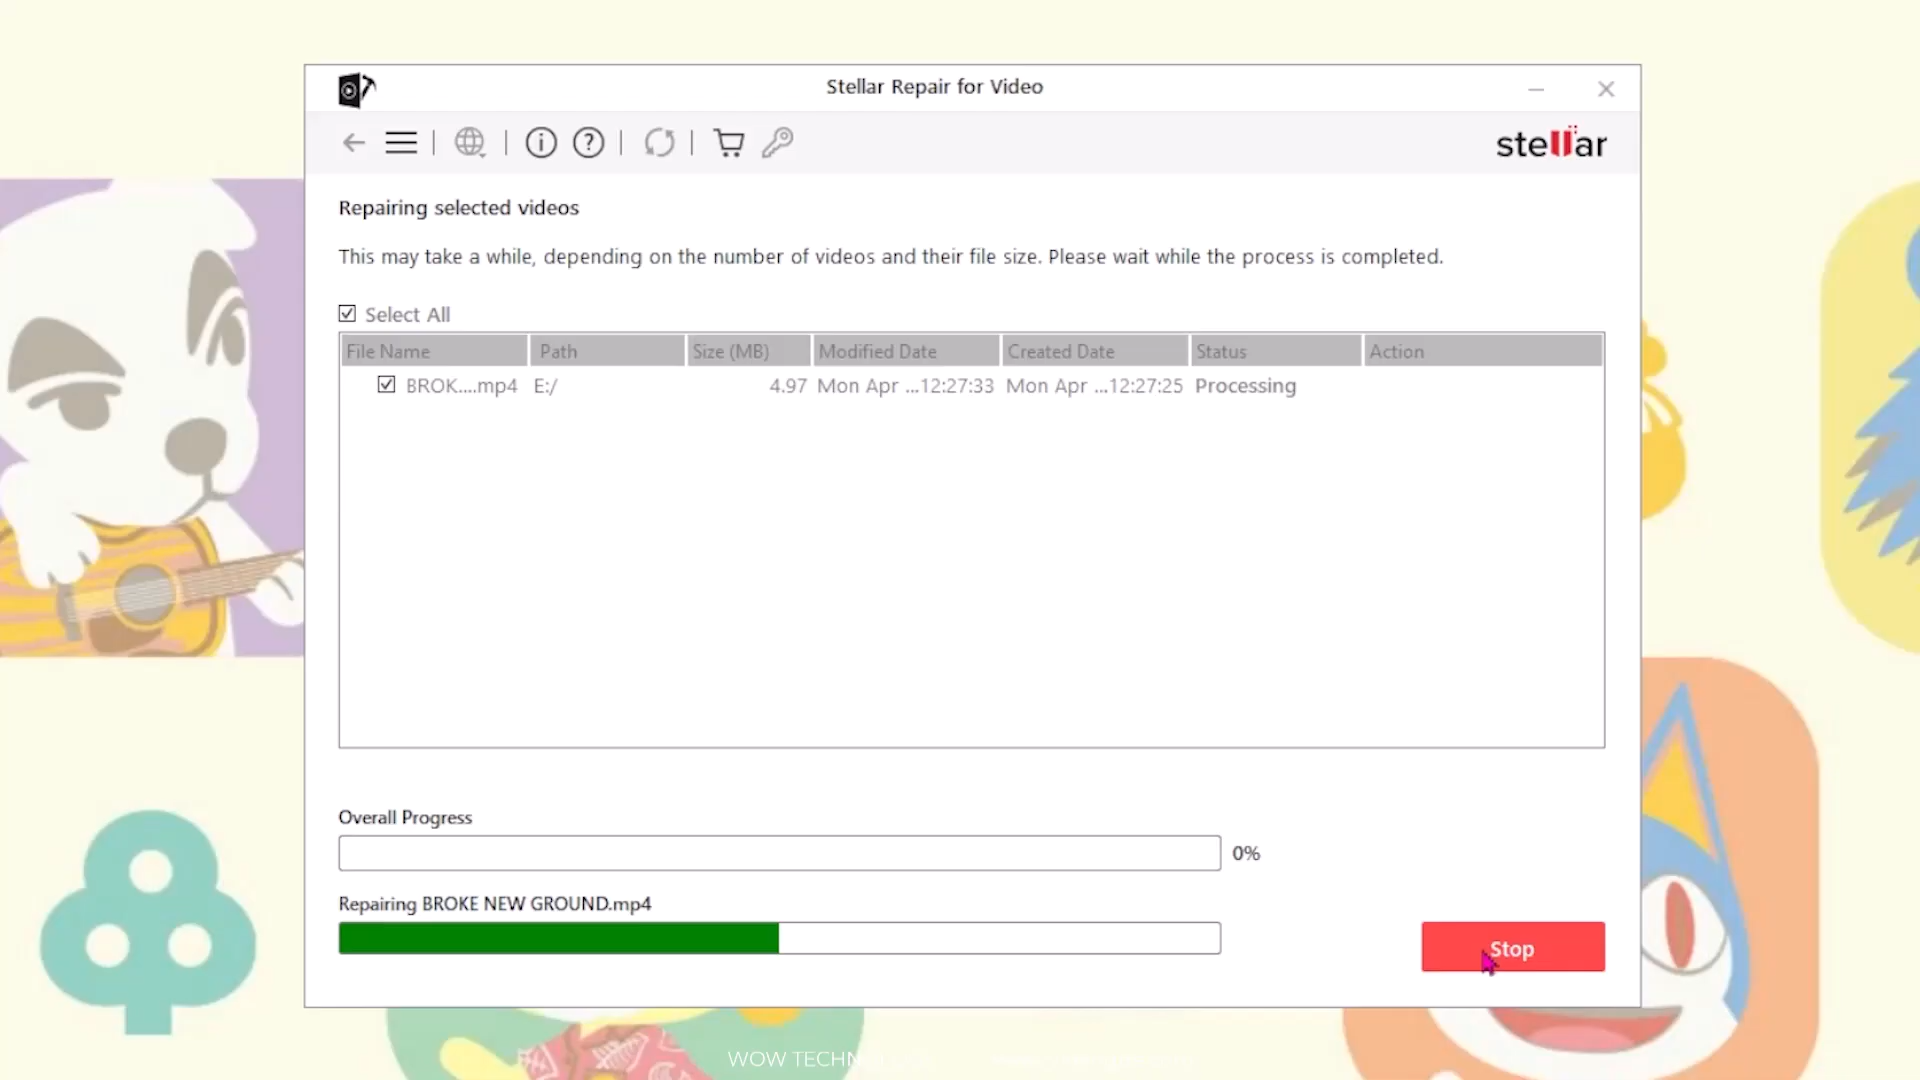 Stellar Repair for Video
stellar
Repairing selected videos
This may take a while, depending on the number of videos and their file size. Please wait while the process is completed.
Select All
File Name Path Size (MB) Modified Date Created Date Status Action
BROK....mp4 E:/ 4.97 Mon Apr ...12:27:33 Mon Apr ...12:27:25 Processing
Overall Progress
0%
Repairing BROKE NEW GROUND.mp4
Stop
WOW